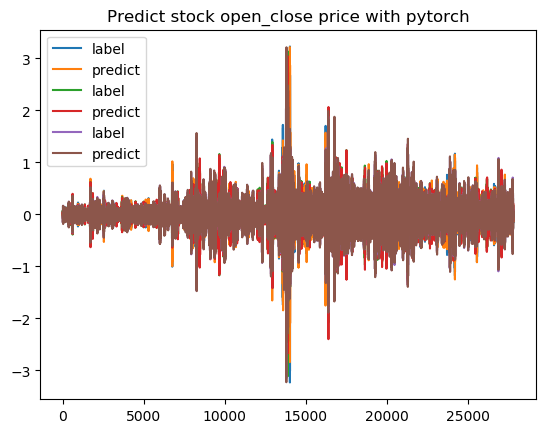 Predict stock open_close price with pytorch
label
predict
label
predict
label
predict
3
2
1
0
−1
−2
−3
0
5000
10000
15000
20000
25000